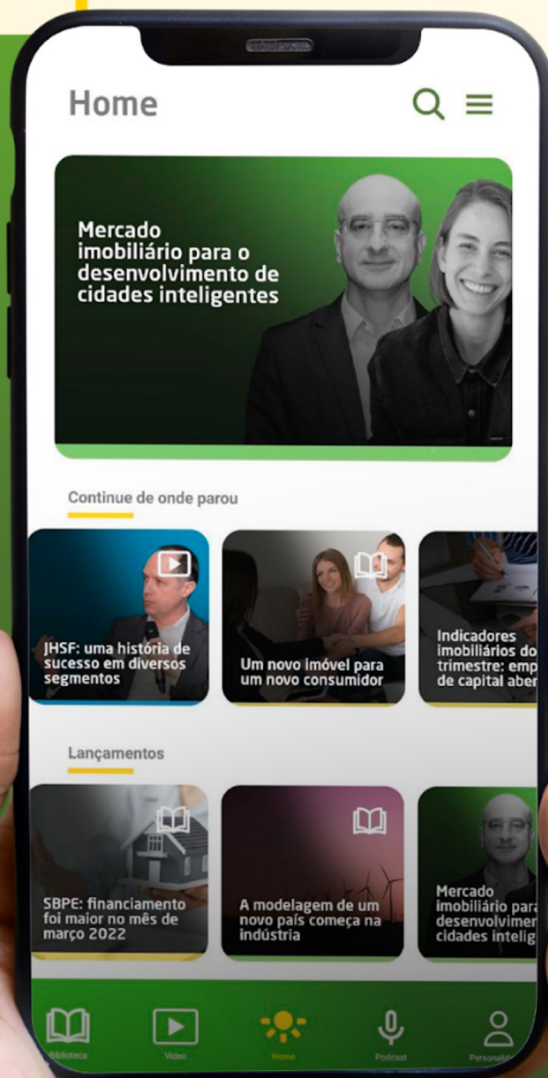 Home
Mercado
imobiliário para o
desenvolvimento de
cidades inteligentes
Continue de onde parou
JHSF: uma história de
sucesso em diversos
segmentos
Um novo imóvel para
um novo consumidor
Indicadores
imobiliários do
trimestre: emp
de capital aber
Lançamentos
SBPE: financiamento
foi maior no mês de
março 2022
A modelagem de um
novo país começa na
indústria
Mercado
imobiliário para
desenvolvimen
cidades intelig
Biblioteca
Vídeo
Home
Podcast